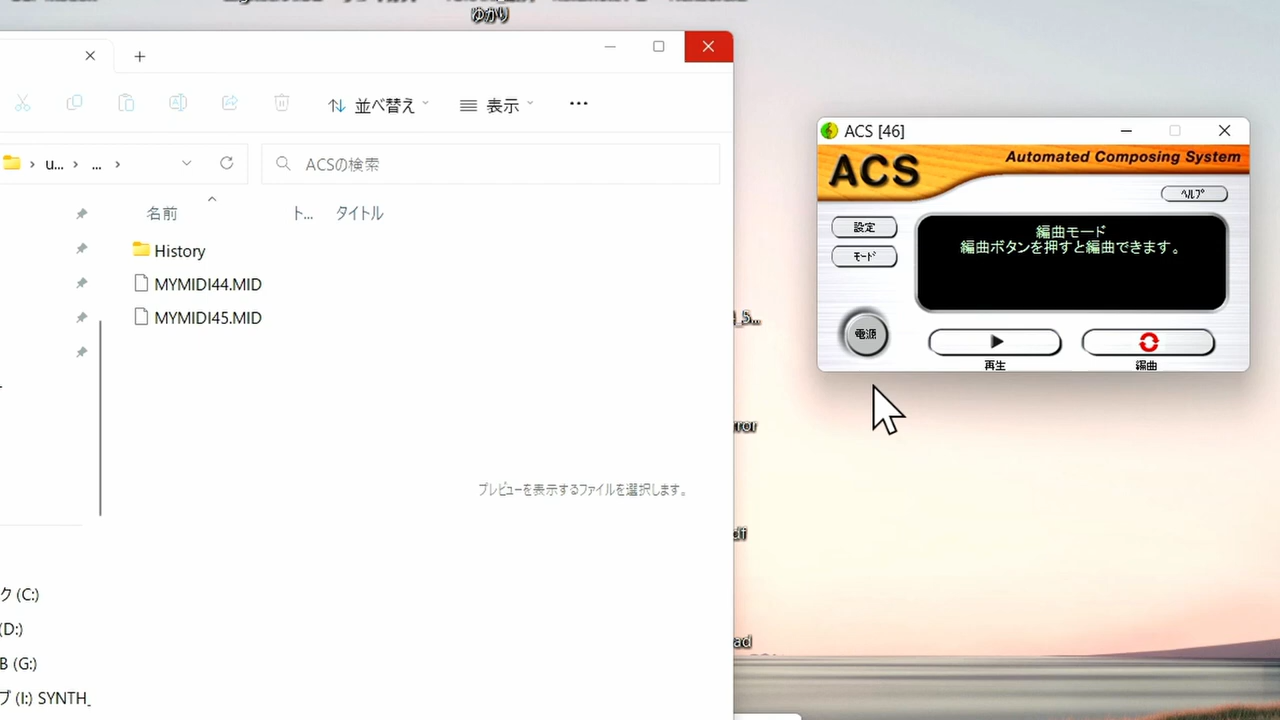 ゆかり
並べ替え
表示
u...
...
ACSの検索
名前
ト...
タイトル
History
MYMIDI44.MID
MYMIDI45.MID
プレビューを表示するファイルを選択します。
ク (C:)
(D:)
B (G:)
ブ (I:) SYNTH_
_5...
rror
df
ad
ACS [46]
ACS
Automated Composing System
ﾍﾙﾌﾟ
設定
ﾓｰﾄﾞ
編曲モード
編曲ボタンを押すと編曲できます。
電源
再生
編曲